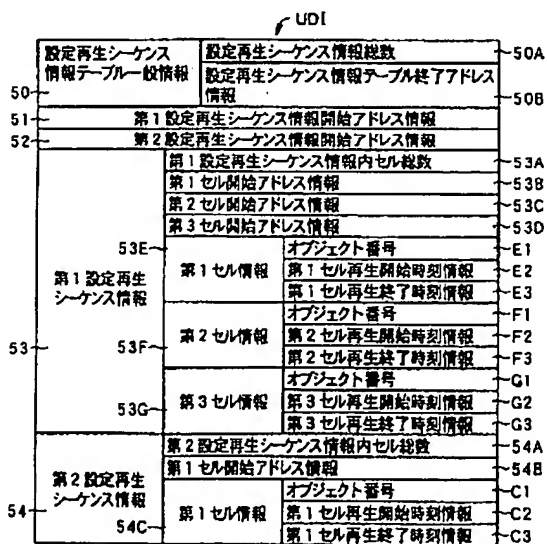 UDI
設定再生シーケンス
情報テーブル一般情報
設定再生シーケンス情報総数
50A
設定再生シーケンス情報テーブル終了アドレス
情報
50
50B
51
第1設定再生シーケンス情報開始アドレス情報
52
第2設定再生シーケンス情報開始アドレス情報
第1設定再生シーケンス情報内セル総数
53A
第1セル開始アドレス情報
53B
第2セル開始アドレス情報
53C
第3セル開始アドレス情報
53D
53E
第1セル情報
オブジェクト番号
E1
第1セル再生開始時刻情報
E2
第1セル再生終了時刻情報
E3
第1設定再生
シーケンス情報
53
53F
第2セル情報
オブジェクト番号
F1
第2セル再生開始時刻情報
F2
第2セル再生終了時刻情報
F3
53G
第3セル情報
オブジェクト番号
G1
第3セル再生開始時刻情報
G2
第3セル再生終了時刻情報
G3
第2設定再生シーケンス情報内セル総数
54A
第1セル開始アドレス情報
54B
第2設定再生
シーケンス情報
54
54C
第1セル情報
オブジェクト番号
C1
第1セル再生開始時刻情報
C2
第1セル再生終了時刻情報
C3